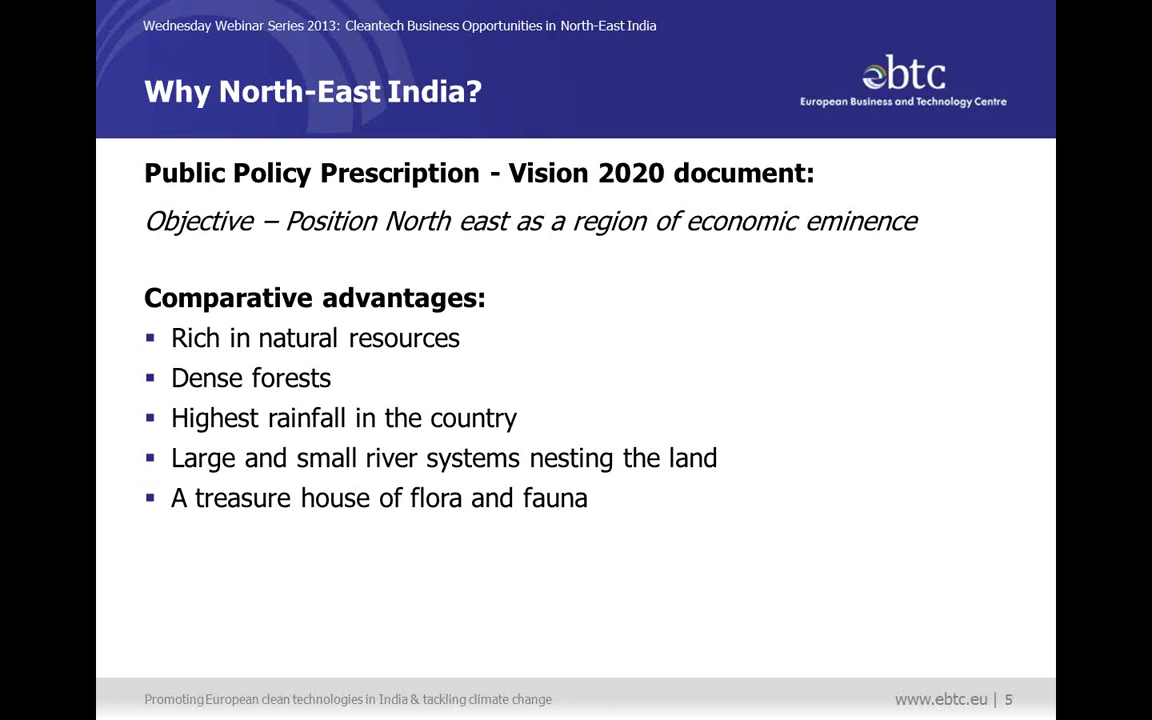 Wednesday Webinar Series 2013: Cleantech Business Opportunities in North-East India
Why North-East India?
ebtc
European Business and Technology Centre
Public Policy Prescription - Vision 2020 document:
Objective – Position North east as a region of economic eminence
Comparative advantages:
▪ Rich in natural resources
▪ Dense forests
▪ Highest rainfall in the country
▪ Large and small river systems nesting the land
▪ A treasure house of flora and fauna
Promoting European clean technologies in India & tackling climate change
www.ebtc.eu | 5